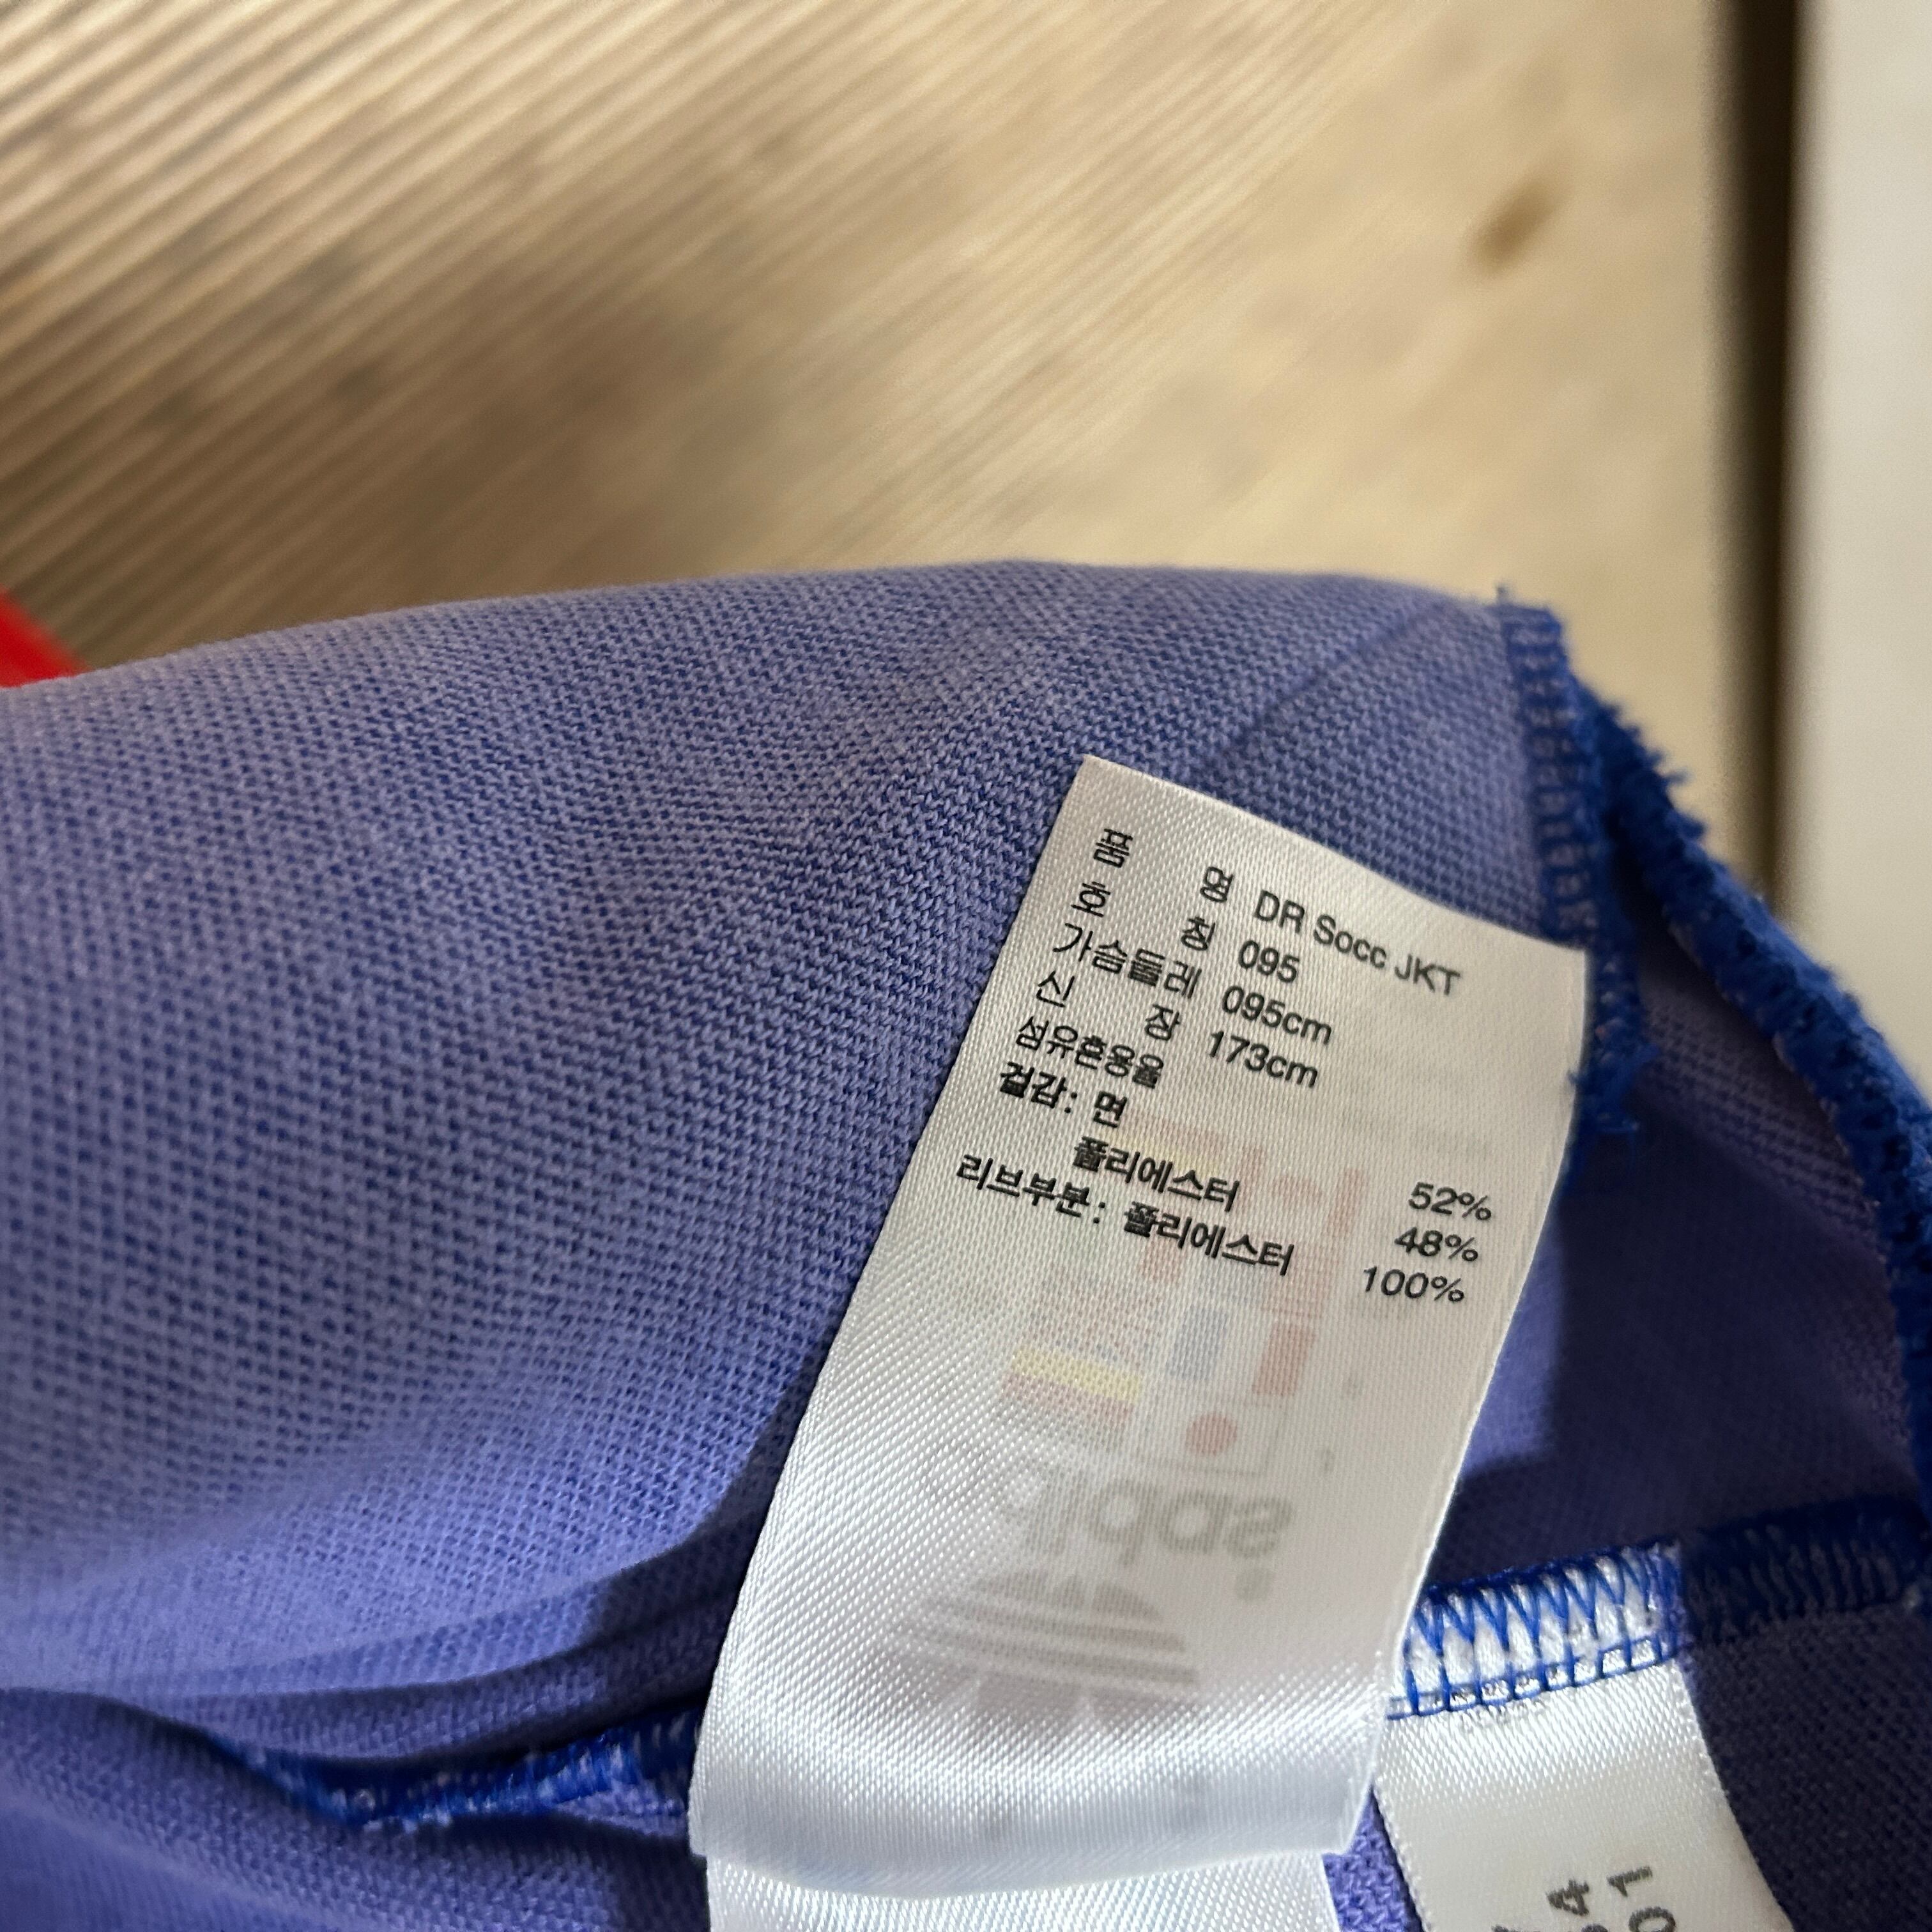 품 명 DR Socc JKT
호 칭 095
가슴둘레 095cm
신 장 173cm
섬유혼용율
겉감: 면 52%
폴리에스터 48%
리브부분: 폴리에스터 100%